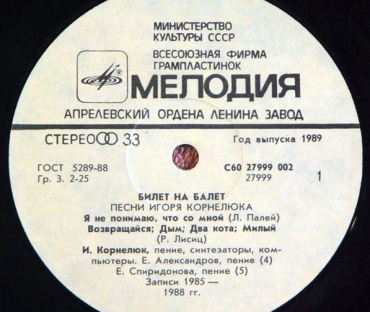 МИНИСТЕРСТВО
КУЛЬТУРЫ СССР
ВСЕСОЮЗНАЯ ФИРМА
ГРАМПЛАСТИНОК
МЕЛОДИЯ
АПРЕЛЕВСКИЙ ОРДЕНА ЛЕНИНА ЗАВОД
СТЕРЕО 33
Год выпуска 1989
ГОСТ 5289-88
С60 27999 002
Гр. 3. 2-25
27999
1
БИЛЕТ НА БАЛЕТ
ПЕСНИ ИГОРЯ КОРНЕЛЮКА
Я не понимаю, что со мной (Л. Палей)
Возвращайся; Дым; Два кота; Милый
(Р. Лисиц)
И. Корнелюк, пение, синтезаторы, ком-
пьютеры. Е. Александров, пение (4)
Е. Спиридонова, пение (5)
Записи 1985—
1988 гг.